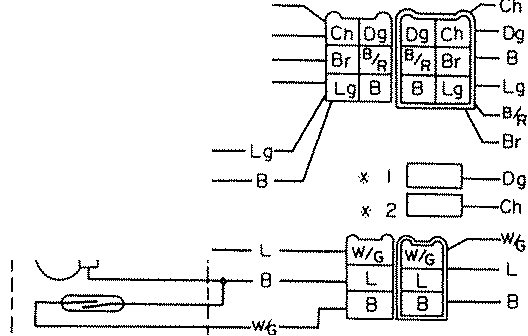 Ch
Ch Dg Dg Ch Dg
Br B/R B/R Br B
Lg B B Lg Lg
B/R
Lg Br
B * 1 Dg
* 2 Ch
W/G
L W/G W/G
B L L L
B B B
W/G